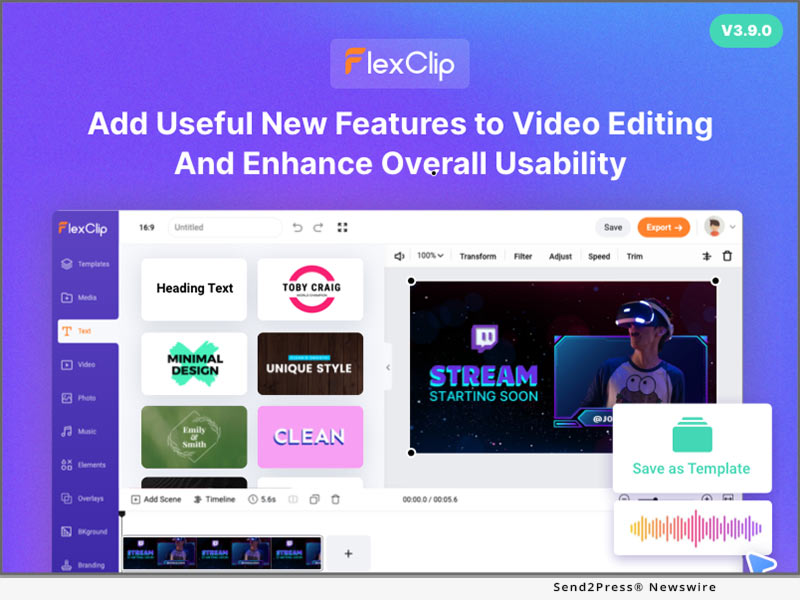 V3.9.0
FlexClip
Add Useful New Features to Video Editing
And Enhance Overall Usability
FlexClip
16:9
Untitled
Save
Export →
Templates
Media
Text
Video
Photo
Music
Elements
Overlays
BKground
Branding
Heading Text
TOBY CRAIG
MINIMAL
DESIGN
UNIQUE STYLE
Emily
&
Smith
CLEAN
100%
Transform
Filter
Adjust
Speed
Trim
STREAM
STARTING SOON
@JO
Save as Template
Add Scene
Timeline
5.6s
00:00.0 / 00:05.6
STREAM
STREAM
STREAM
+
Send2Press® Newswire